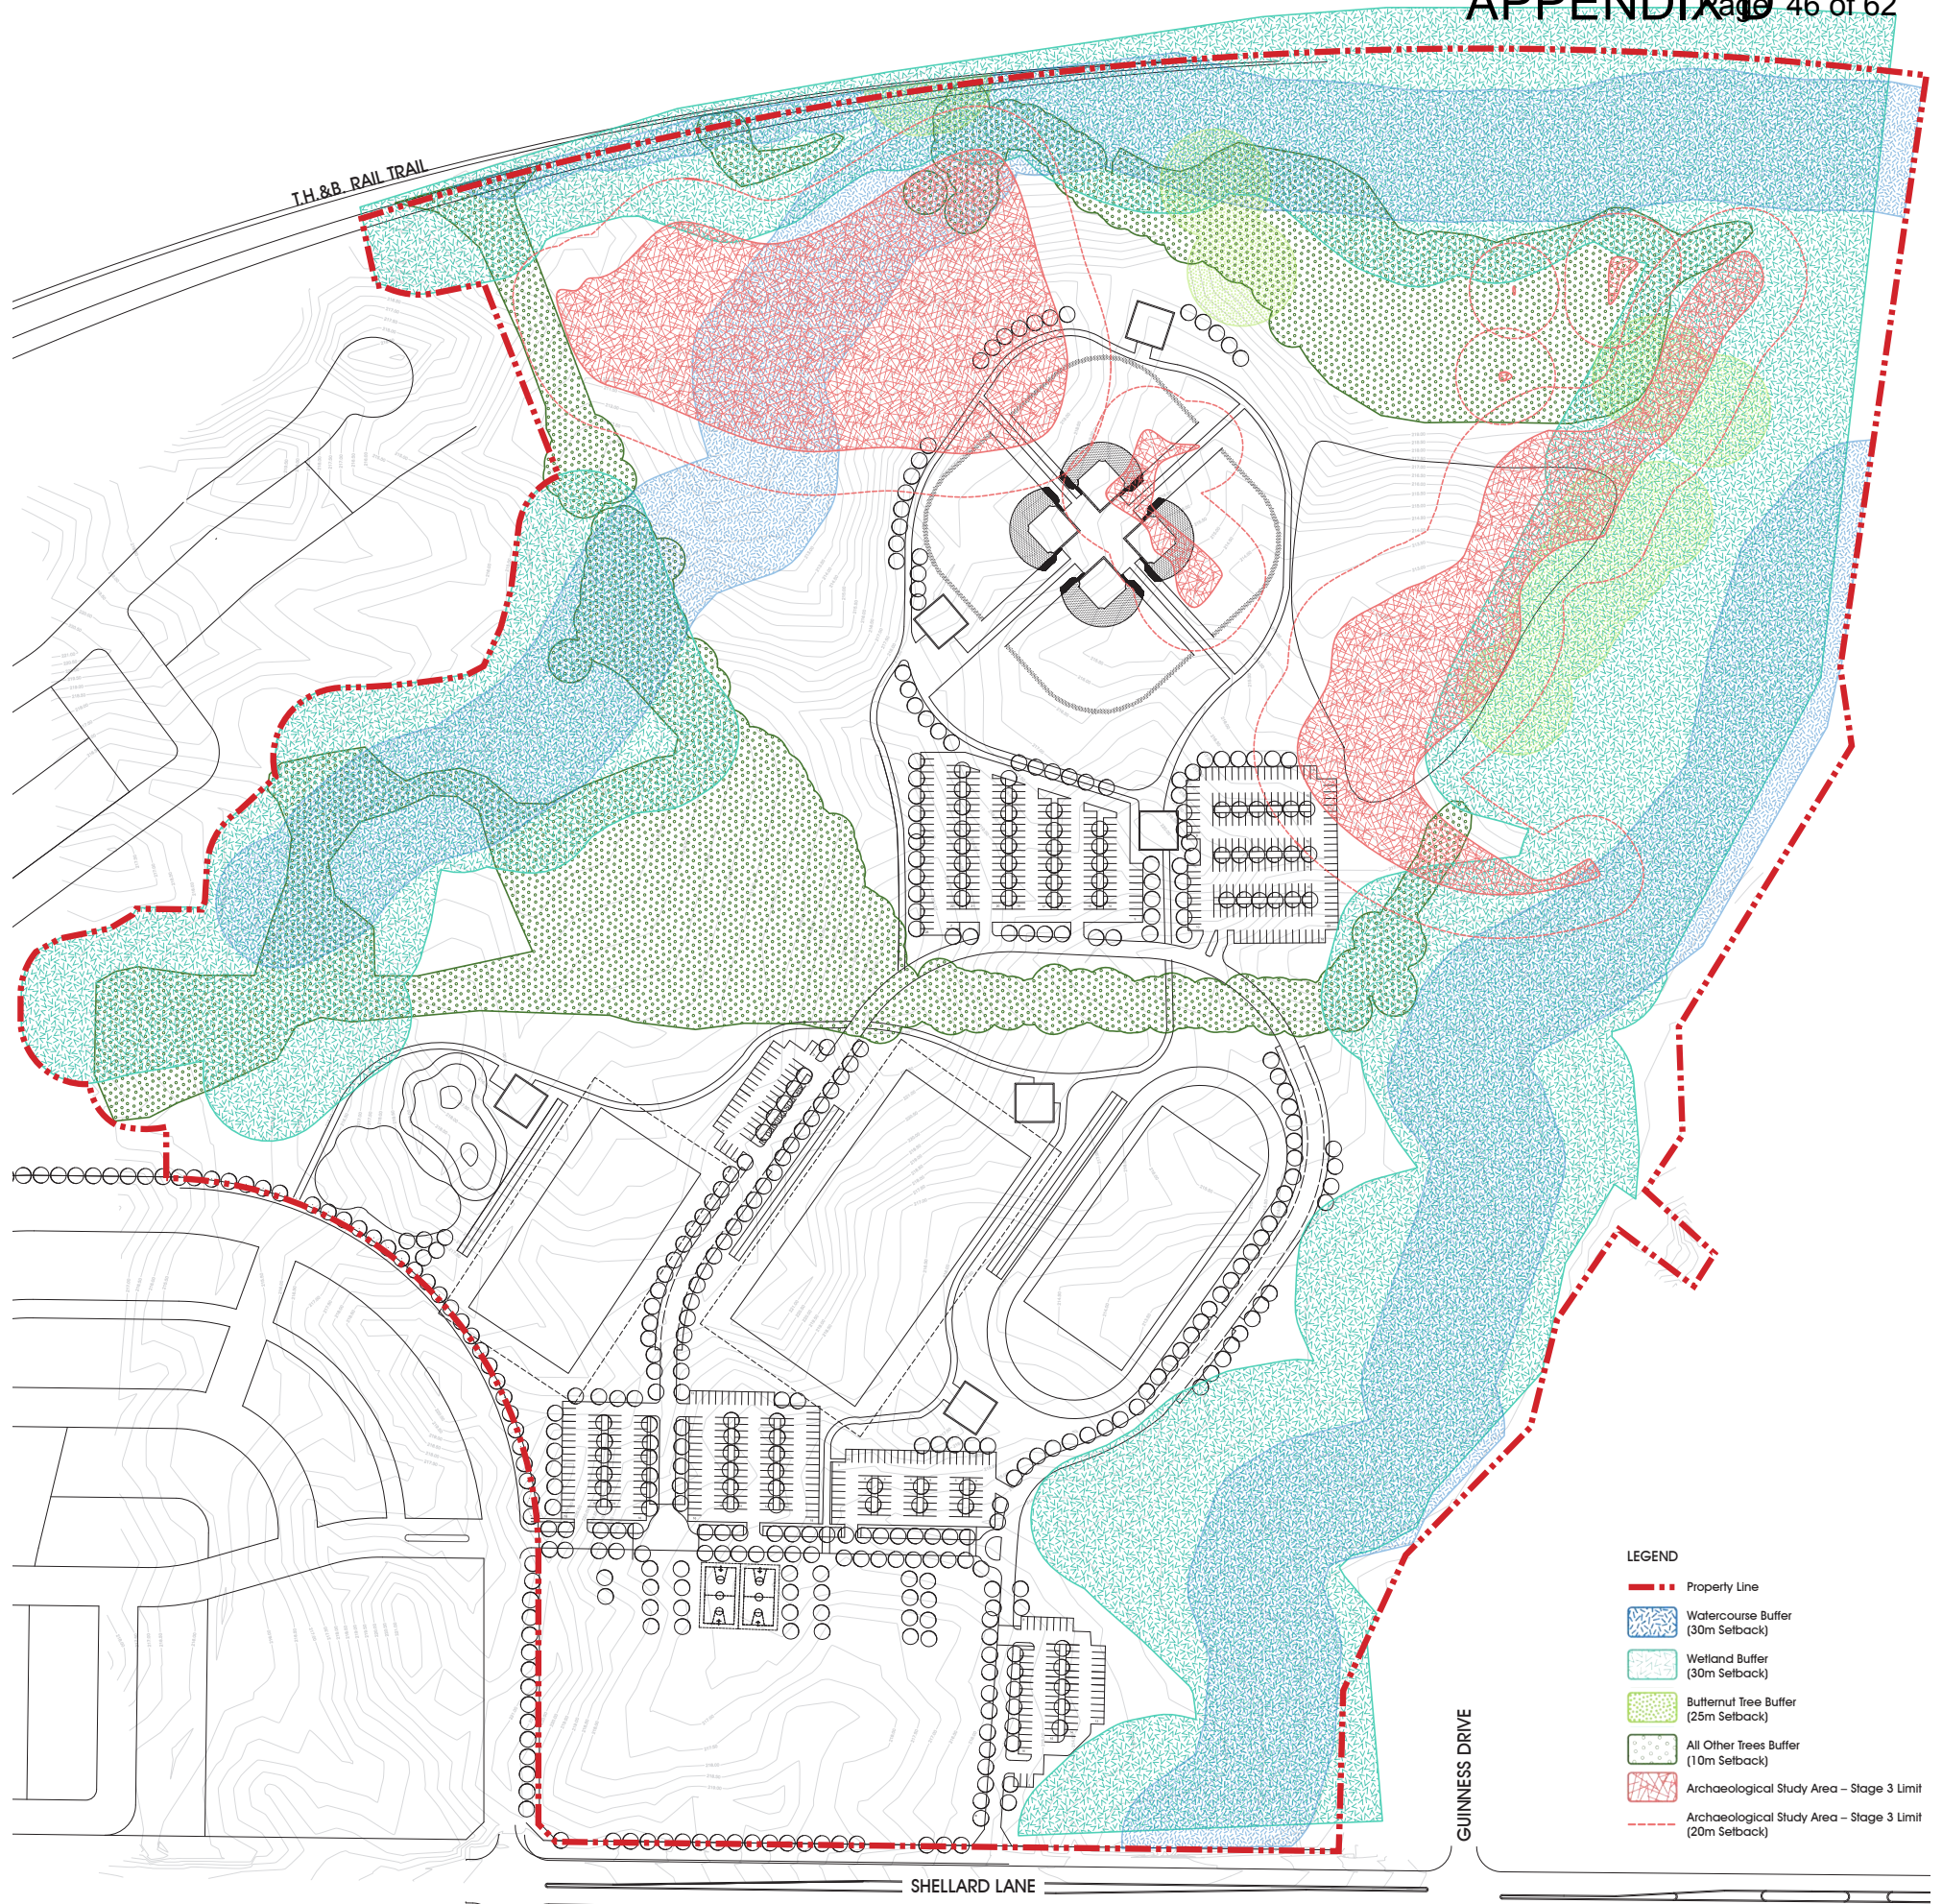 APPENDIX D
Page 46 of 62
T.H.&B. RAIL TRAIL
LEGEND
Property Line
Watercourse Buffer
(30m Setback)
Wetland Buffer
(30m Setback)
Butternut Tree Buffer
(25m Setback)
All Other Trees Buffer
(10m Setback)
Archaeological Study Area – Stage 3 Limit
Archaeological Study Area – Stage 3 Limit
(20m Setback)
GUINNESS DRIVE
SHELLARD LANE